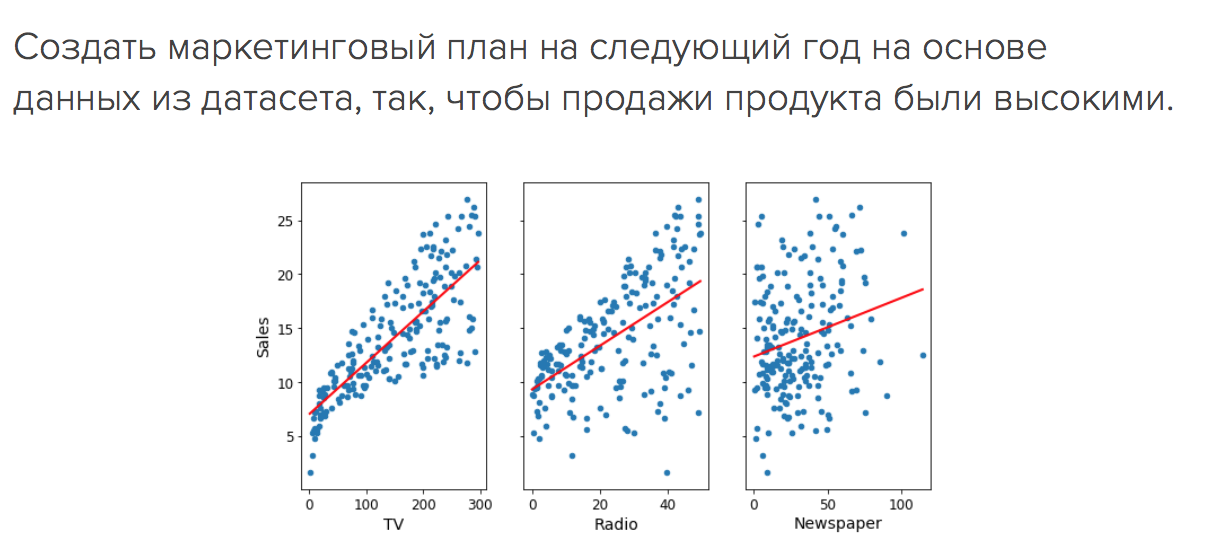 Создать маркетинговый план на следующий год на основе
данных из датасета, так, чтобы продажи продукта были высокими.
Sales
25
20
15
10
5
0 100 200 300
TV
0 20 40
Radio
0 50 100
Newspaper